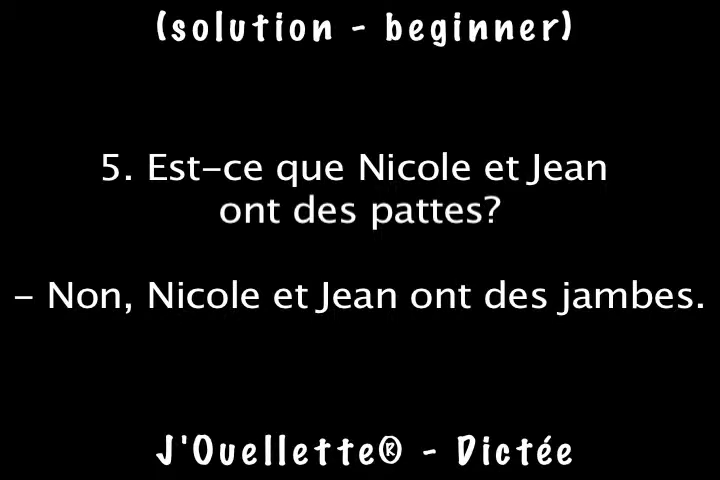 (solution - beginner)
5. Est-ce que Nicole et Jean
ont des pattes?
- Non, Nicole et Jean ont des jambes.
J'Ouellette® - Dictée